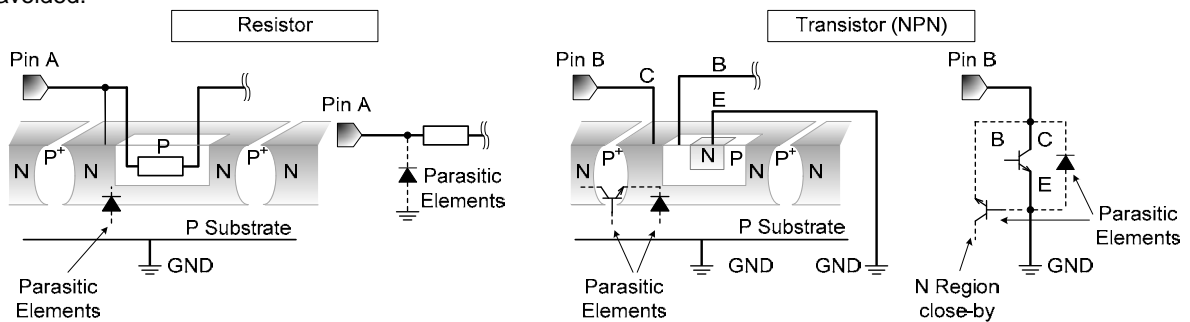 avoided.
Resistor
Transistor (NPN)
Pin A
Pin A
N
P+
N
P
N
P+
N
Parasitic
Elements
P Substrate
GND
Parasitic
Elements
Pin B
C
B
E
N
P+
N
N
P
N
P+
N
P Substrate
GND
GND
Parasitic
Elements
Pin B
B
C
E
Parasitic
Elements
GND
N Region
close-by